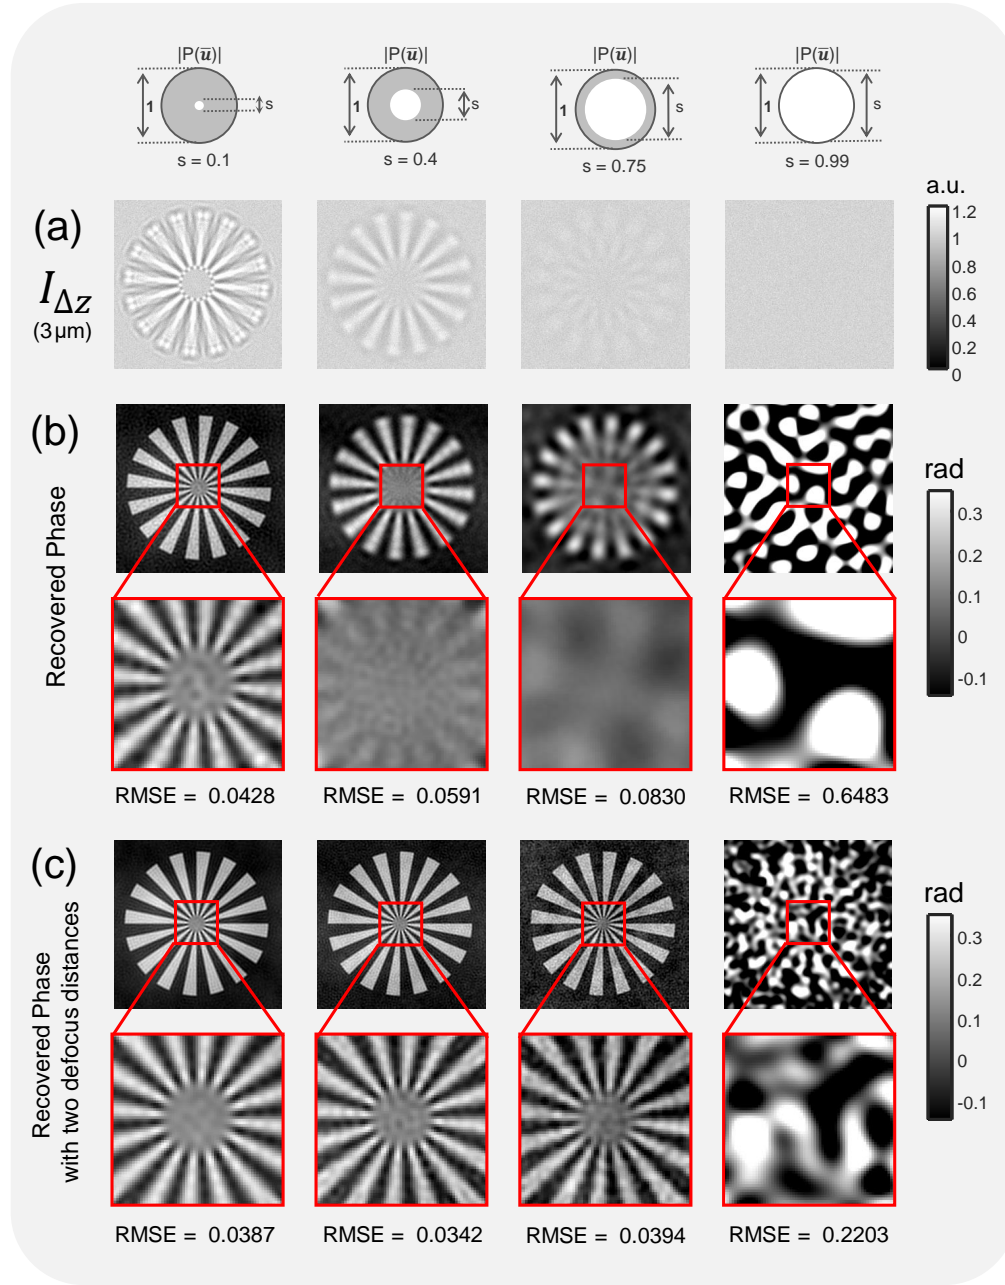 |P(u̅)| |P(u̅)| |P(u̅)| |P(u̅)|
1 s 1 s 1 s 1 s
s = 0.1 s = 0.4 s = 0.75 s = 0.99
(a)
I_Δz
(3 µm)
a.u.
1.2
1
0.8
0.6
0.4
0.2
0
(b)
Recovered Phase
rad
0.3
0.2
0.1
0
-0.1
RMSE = 0.0428 RMSE = 0.0591 RMSE = 0.0830 RMSE = 0.6483
(c)
Recovered Phase
with two defocus distances
rad
0.3
0.2
0.1
0
-0.1
RMSE = 0.0387 RMSE = 0.0342 RMSE = 0.0394 RMSE = 0.2203